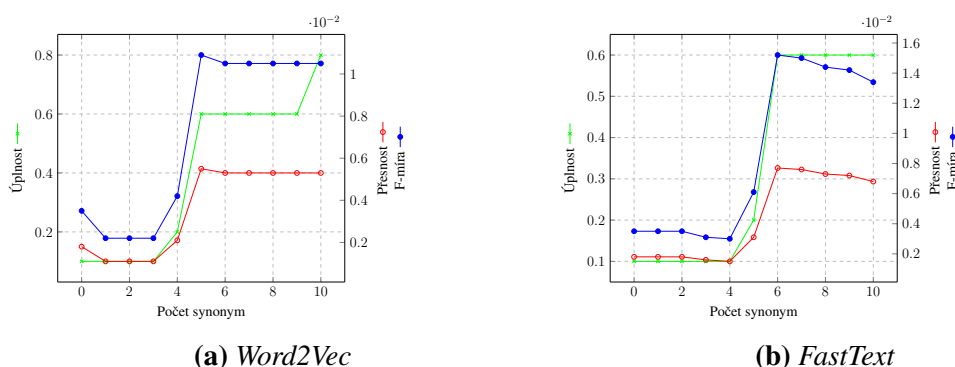 ·10⁻²
0.8
0.6
0.4
0.2
1
0.8
0.6
0.4
0.2
0 2 4 6 8 10
Počet synonym
Úplnost
Přesnost
F-míra
(a) Word2Vec
·10⁻²
0.6
0.5
0.4
0.3
0.2
0.1
1.6
1.4
1.2
1
0.8
0.6
0.4
0.2
0 2 4 6 8 10
Počet synonym
Úplnost
Přesnost
F-míra
(b) FastText